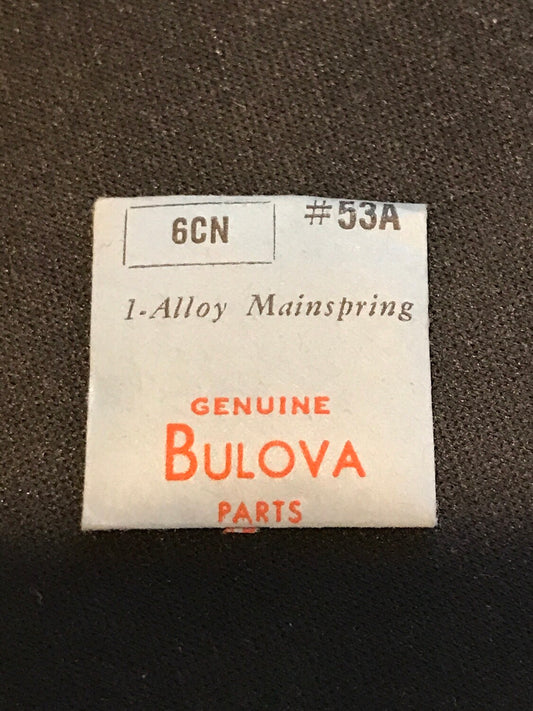 6CN #53A
1-Alloy Mainspring
GENUINE
BULOVA
PARTS